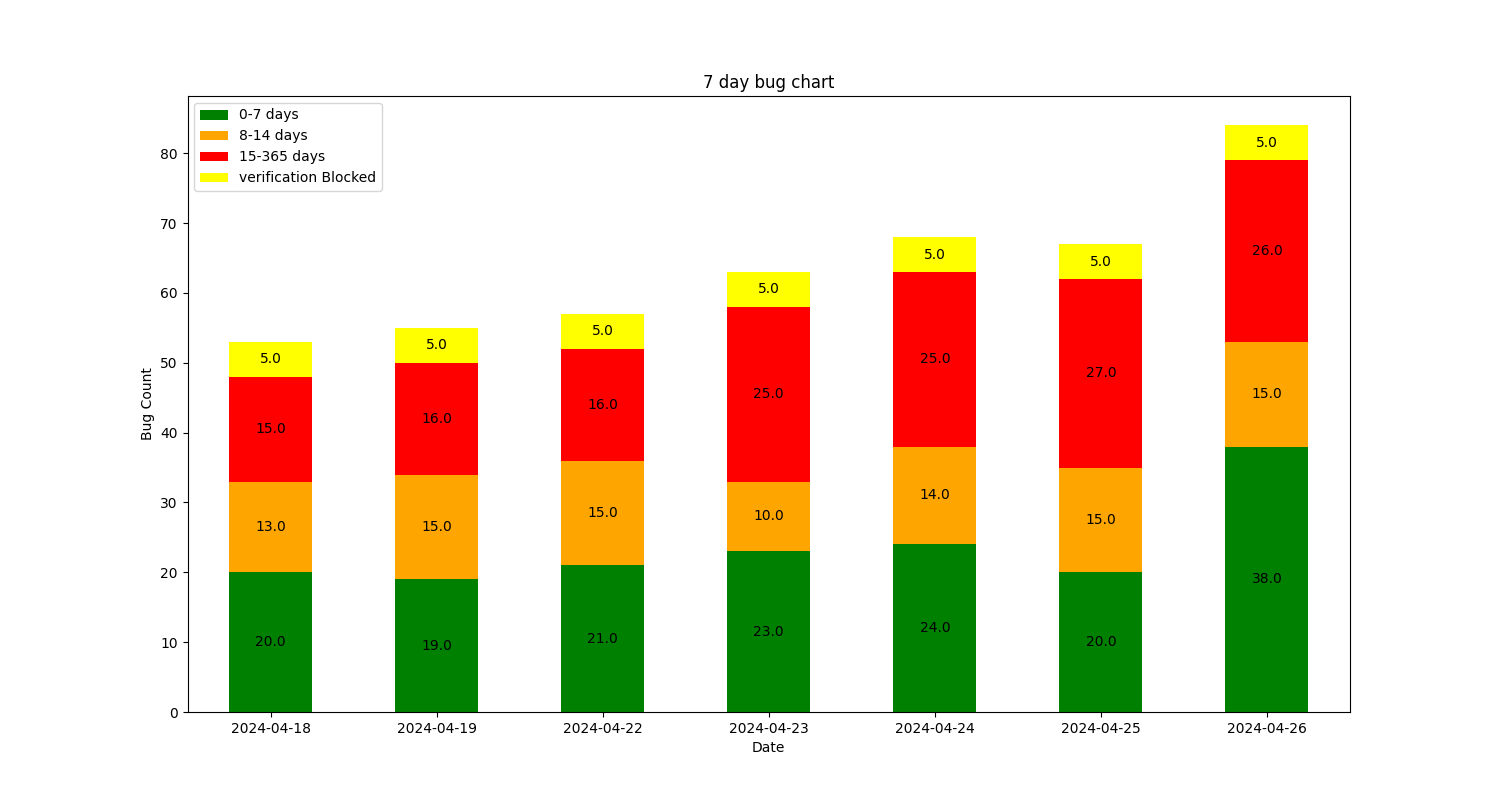 7 day bug chart
0-7 days
8-14 days
15-365 days
verification Blocked
Bug Count
80
70
60
50
40
30
20
10
0
5.0 5.0 5.0 5.0 5.0 5.0 5.0
15.0 16.0 16.0 25.0 25.0 27.0 26.0
13.0 15.0 15.0 10.0 14.0 15.0 15.0
20.0 19.0 21.0 23.0 24.0 20.0 38.0
2024-04-18 2024-04-19 2024-04-22 2024-04-23 2024-04-24 2024-04-25 2024-04-26
Date